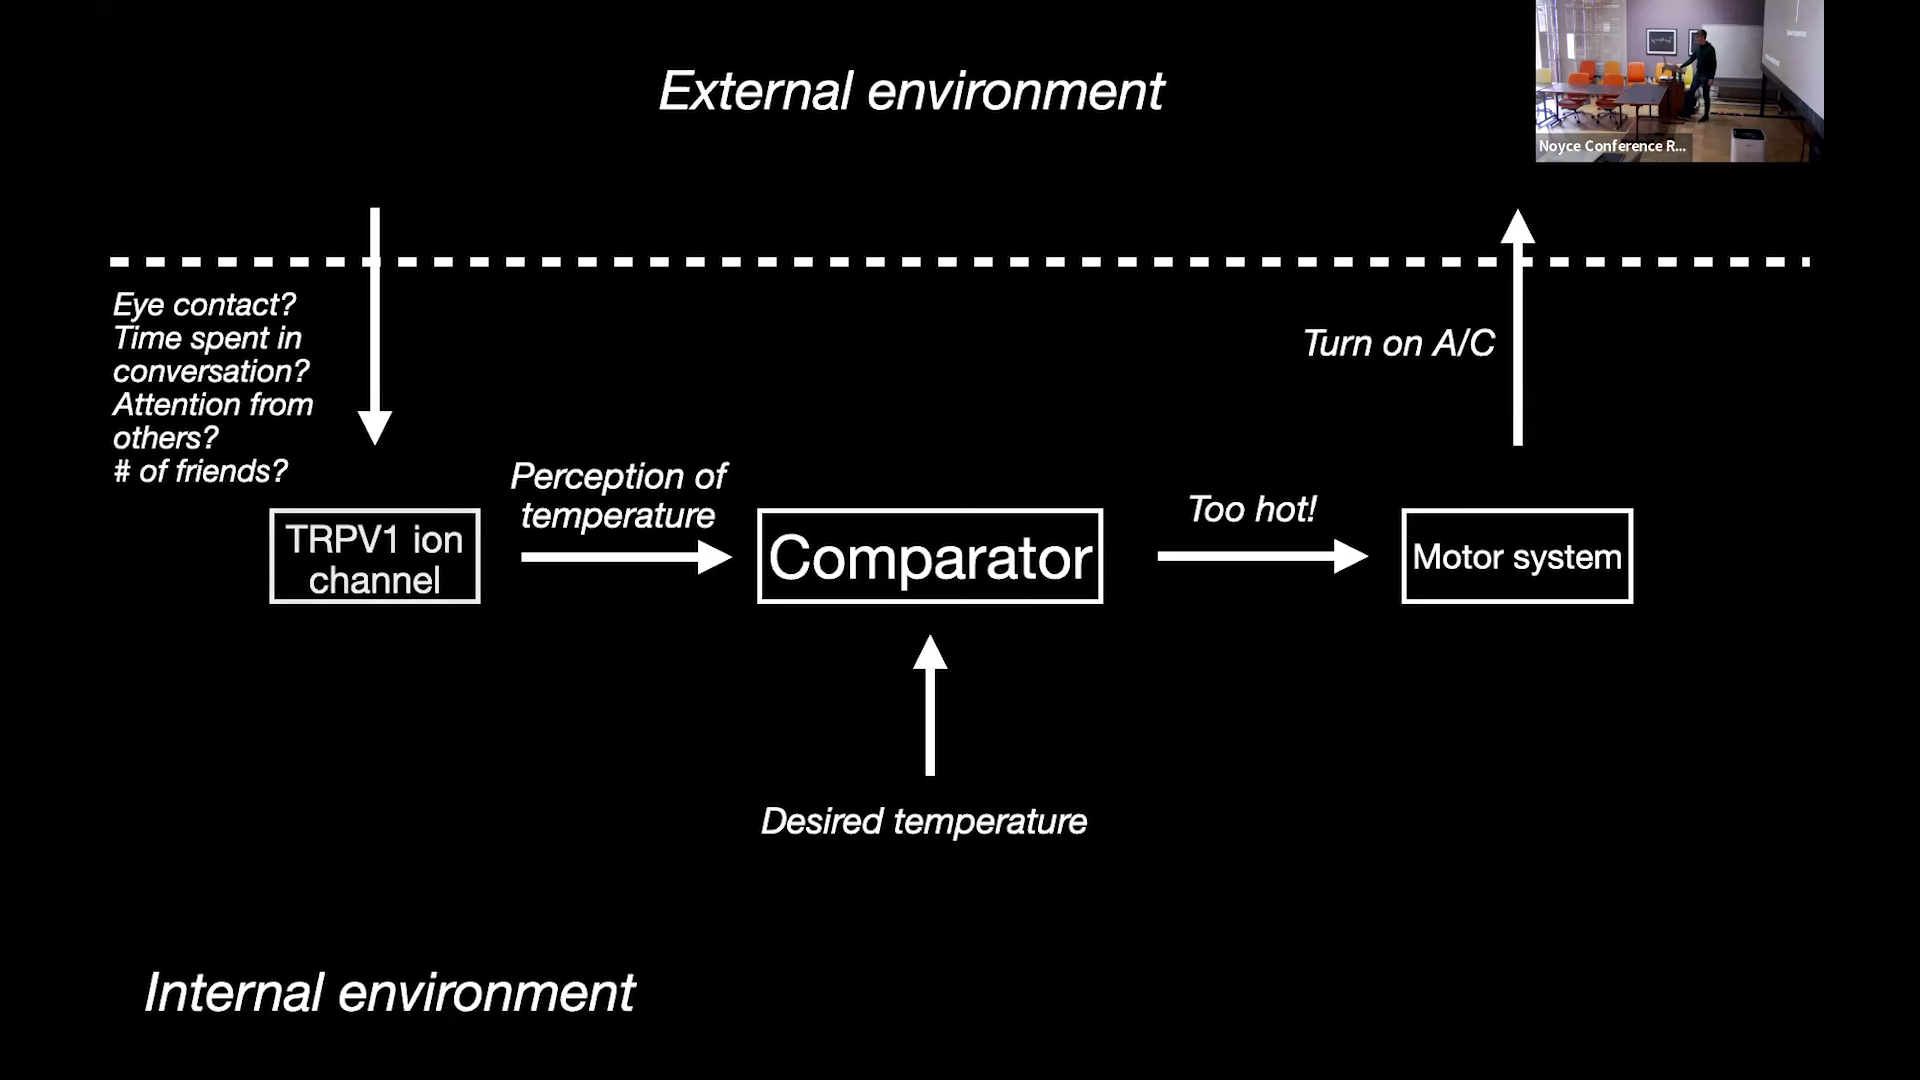 External environment
Noyce Conference R...
Eye contact?
Time spent in
conversation?
Attention from
others?
# of friends?
Turn on A/C
Perception of
temperature
Too hot!
TRPV1 ion
channel
Comparator
Motor system
Desired temperature
Internal environment